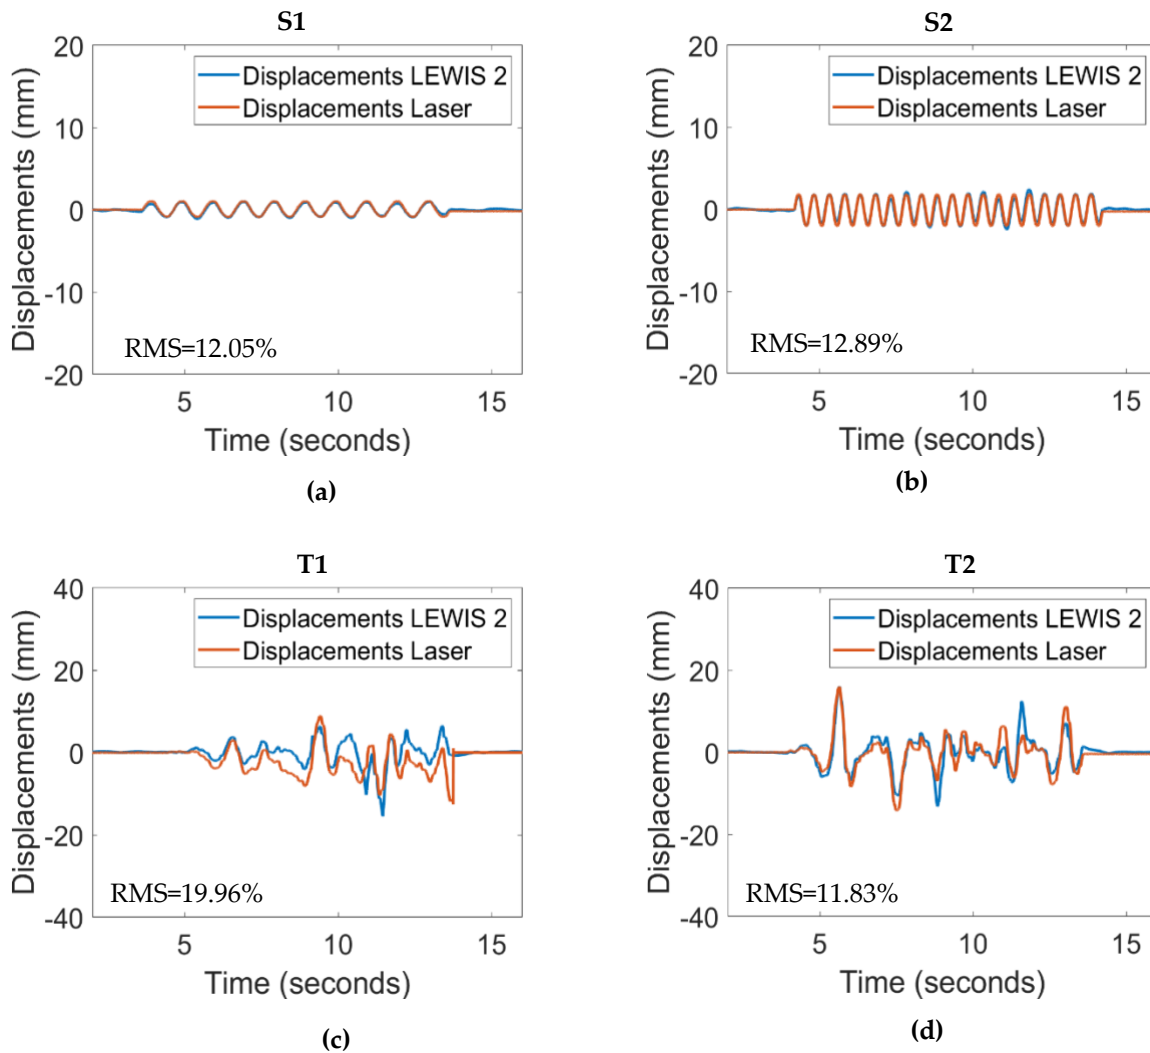 S1
20
10
0
-10
-20
Displacements (mm)
Displacements LEWIS 2
Displacements Laser
RMS=12.05%
5
10
15
Time (seconds)
(a)
S2
20
10
0
-10
-20
Displacements (mm)
Displacements LEWIS 2
Displacements Laser
RMS=12.89%
5
10
15
Time (seconds)
(b)
T1
40
20
0
-20
-40
Displacements (mm)
Displacements LEWIS 2
Displacements Laser
RMS=19.96%
5
10
15
Time (seconds)
(c)
T2
40
20
0
-20
-40
Displacements (mm)
Displacements LEWIS 2
Displacements Laser
RMS=11.83%
5
10
15
Time (seconds)
(d)